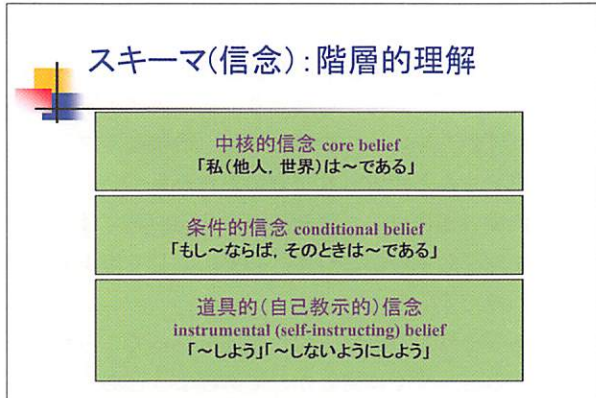 スキーマ(信念):階層的理解
中核的信念 core belief
「私(他人, 世界)は~である」
条件的信念 conditional belief
「もし~ならば, そのときは~である」
道具的(自己教示的)信念
instrumental (self-instructing) belief
「~しよう」「~しないようにしよう」